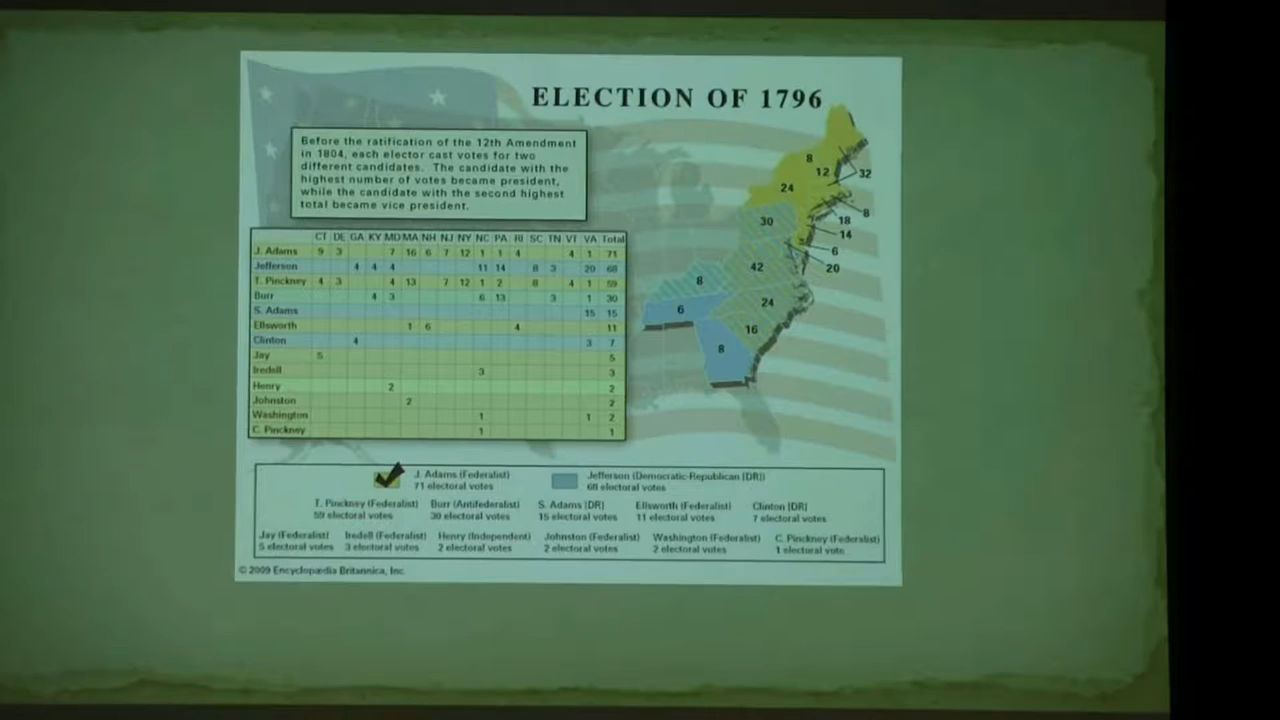 ELECTION OF 1796
Before the ratification of the 12th Amendment
in 1804, each elector cast votes for two
different candidates. The candidate with the
highest number of votes became president,
while the candidate with the second highest
total became vice president.
CT DE GA KY MD MA NH NJ NY NC PA RI SC TN VT VA Total
J. Adams 9 3 7 16 6 7 12 1 1 4 4 1 71
Jefferson 4 4 4 11 14 8 3 20 68
T. Pinckney 4 3 4 13 7 12 1 2 8 4 1 59
Burr 4 3 6 13 3 1 30
S. Adams 15 15
Ellsworth 1 6 4 11
Clinton 4 3 7
Jay 5 5
Iredell 3 3
Henry 2 2
Johnston 2 2
Washington 1 1 2
C. Pinckney 1 1
8
12
32
24
8
30
18
14
6
42
20
8
24
6
16
8
J. Adams (Federalist)
71 electoral votes
Jefferson (Democratic-Republican [DR])
68 electoral votes
T. Pinckney (Federalist) Burr (Antifederalist) S. Adams [DR] Ellsworth (Federalist) Clinton [DR]
59 electoral votes 30 electoral votes 15 electoral votes 11 electoral votes 7 electoral votes
Jay (Federalist) Iredell (Federalist) Henry (Independent) Johnston (Federalist) Washington (Federalist) C. Pinckney (Federalist)
5 electoral votes 3 electoral votes 2 electoral votes 2 electoral votes 2 electoral votes 1 electoral vote
© 2009 Encyclopædia Britannica, Inc.